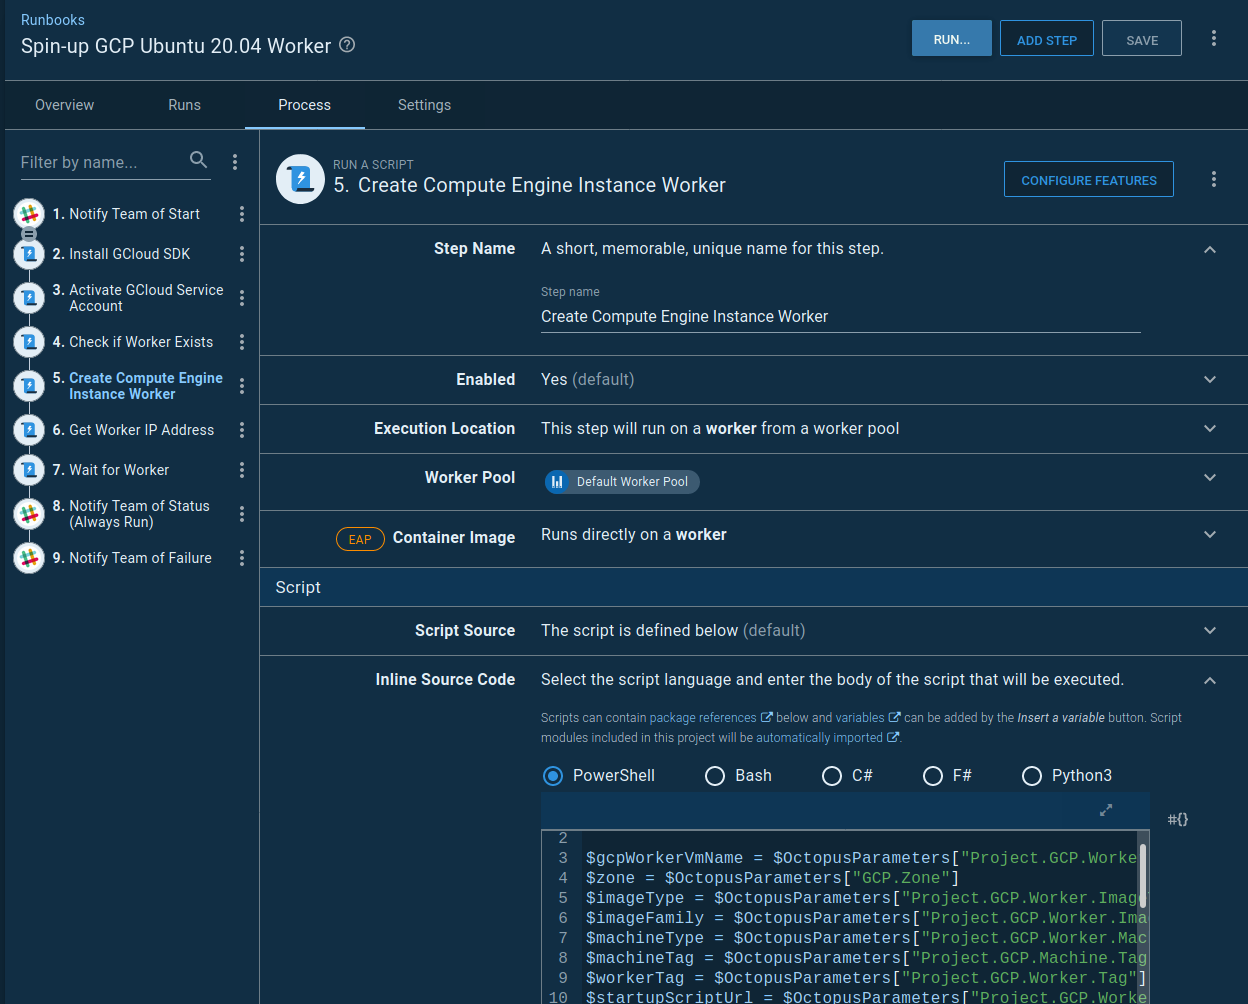 Runbooks
Spin-up GCP Ubuntu 20.04 Worker
RUN...
ADD STEP
SAVE
Overview
Runs
Process
Settings
Filter by name...
1. Notify Team of Start
2. Install GCloud SDK
3. Activate GCloud Service
Account
4. Check if Worker Exists
5. Create Compute Engine
Instance Worker
6. Get Worker IP Address
7. Wait for Worker
8. Notify Team of Status
(Always Run)
9. Notify Team of Failure
RUN A SCRIPT
5. Create Compute Engine Instance Worker
CONFIGURE FEATURES
Step Name
A short, memorable, unique name for this step.
Step name
Create Compute Engine Instance Worker
Enabled
Yes (default)
Execution Location
This step will run on a worker from a worker pool
Worker Pool
Default Worker Pool
EAP
Container Image
Runs directly on a worker
Script
Script Source
The script is defined below (default)
Inline Source Code
Select the script language and enter the body of the script that will be executed.
Scripts can contain package references below and variables can be added by the Insert a variable button. Script
modules included in this project will be automatically imported .
PowerShell
Bash
C#
F#
Python3
#{}
2
3 $gcpWorkerVmName = $OctopusParameters["Project.GCP.Worke
4 $zone = $OctopusParameters["GCP.Zone"]
5 $imageType = $OctopusParameters["Project.GCP.Worker.Imag
6 $imageFamily = $OctopusParameters["Project.GCP.Worker.Ima
7 $machineType = $OctopusParameters["Project.GCP.Worker.Mac
8 $machineTag = $OctopusParameters["Project.GCP.Machine.Tag
9 $workerTag = $OctopusParameters["Project.GCP.Worker.Tag"]
10 $startupScriptUrl = $OctopusParameters["Project.GCP.Worke